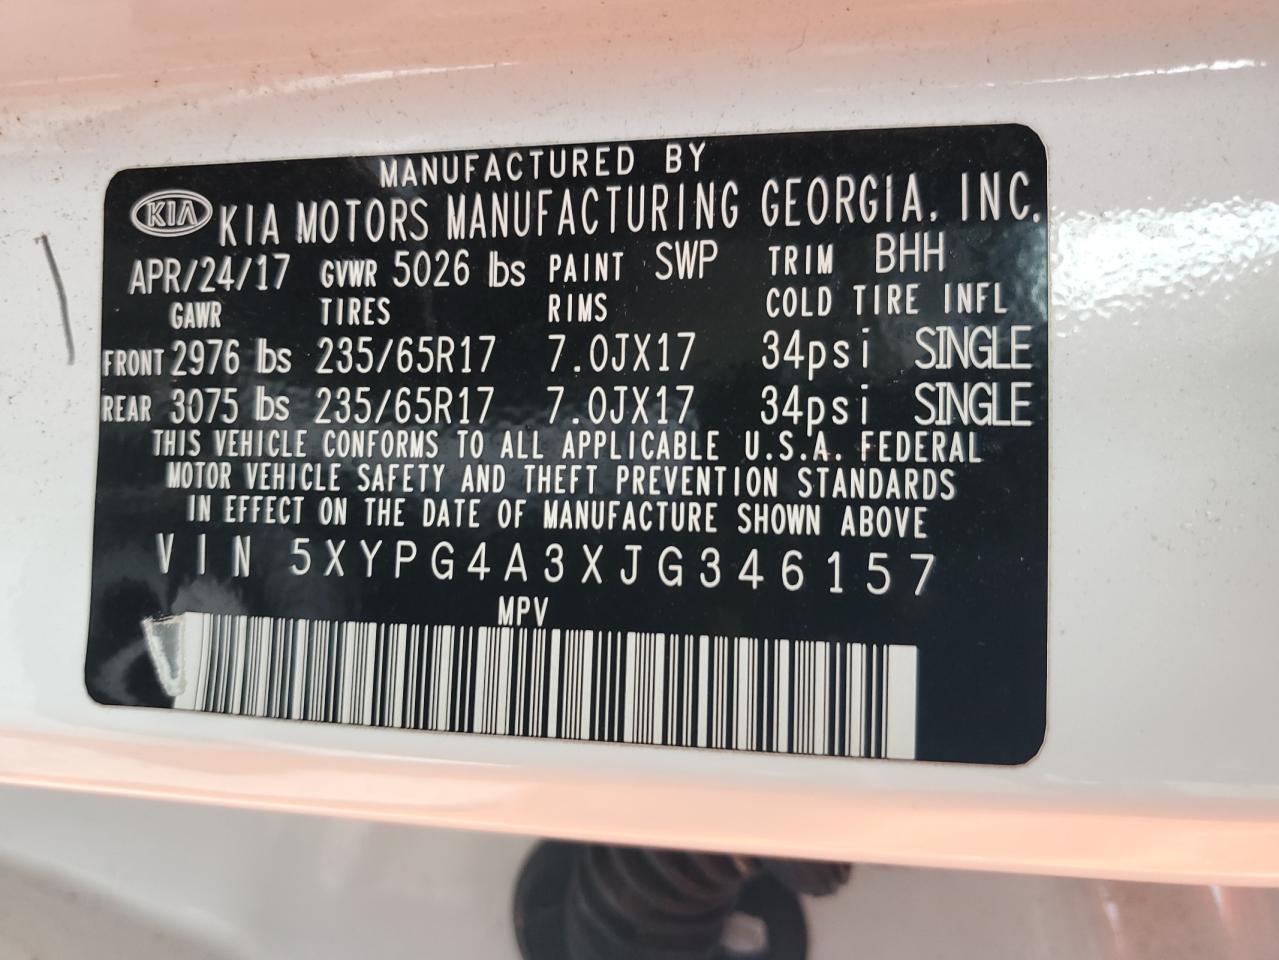 MANUFACTURED BY
KIA KIA MOTORS MANUFACTURING GEORGIA, INC.
APR/24/17 GVWR 5026 lbs PAINT SWP TRIM BHH
GAWR TIRES RIMS COLD TIRE INFL
FRONT 2976 lbs 235/65R17 7.0JX17 34psi SINGLE
REAR 3075 lbs 235/65R17 7.0JX17 34psi SINGLE
THIS VEHICLE CONFORMS TO ALL APPLICABLE U.S.A. FEDERAL
MOTOR VEHICLE SAFETY AND THEFT PREVENTION STANDARDS
IN EFFECT ON THE DATE OF MANUFACTURE SHOWN ABOVE
VIN 5XYPG4A3XJG346157
MPV